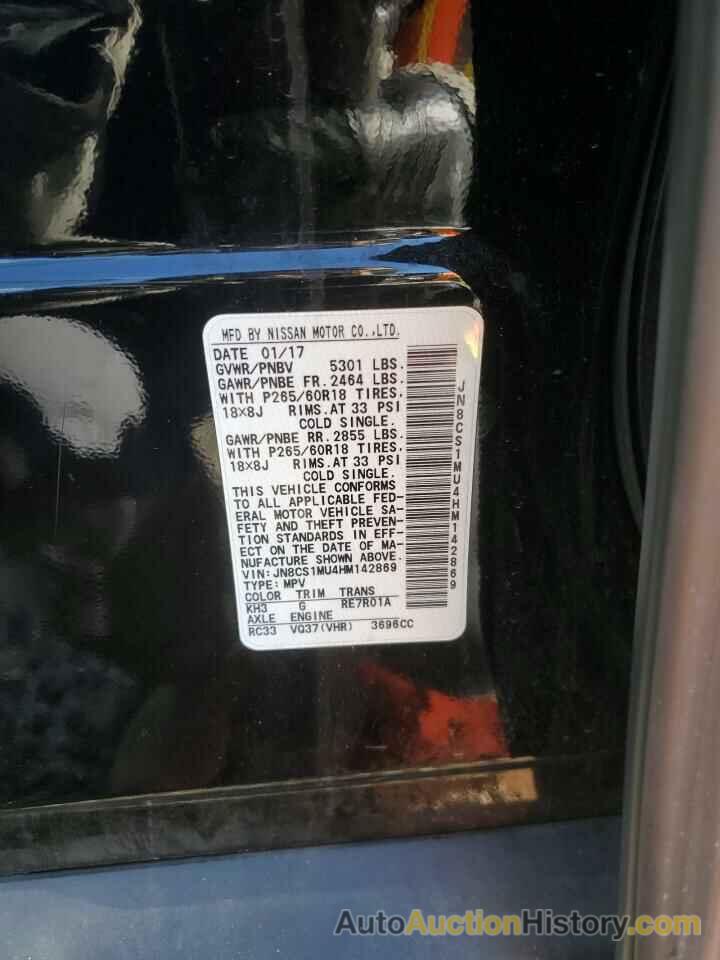 MFD BY NISSAN MOTOR CO.,LTD.
DATE 01/17
GVWR/PNBV 5301 LBS.
GAWR/PNBE FR. 2464 LBS.
WITH P265/60R18 TIRES.
18×8J RIMS.AT 33 PSI
COLD SINGLE.
GAWR/PNBE RR. 2855 LBS.
WITH P265/60R18 TIRES.
18×8J RIMS.AT 33 PSI
COLD SINGLE.
THIS VEHICLE CONFORMS
TO ALL APPLICABLE FED-
ERAL MOTOR VEHICLE SA-
FETY AND THEFT PREVEN-
TION STANDARDS IN EFF-
ECT ON THE DATE OF MA-
NUFACTURE SHOWN ABOVE.
VIN:JN8CS1MU4HM142869
TYPE:MPV
COLOR TRIM TRANS
KH3 G RE7R01A
AXLE ENGINE
RC33 VQ37(VHR) 3696CC
JN8CS1MU4HM142869
AutoAuctionHistory.com